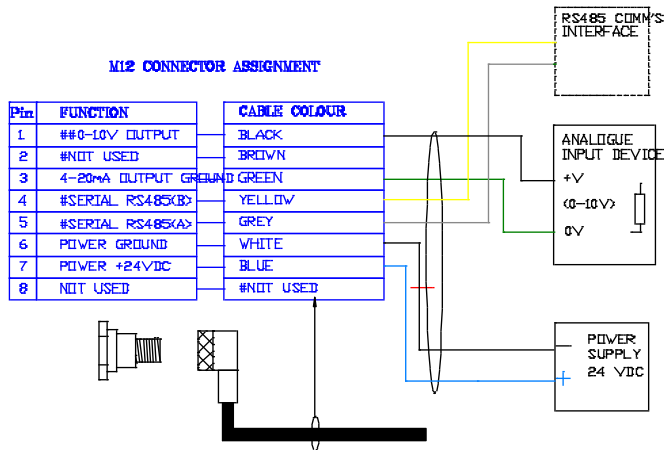 RS485 COMM'S
INTERFACE
M12 CONNECTOR ASSIGNMENT
Pin FUNCTION CABLE COLOUR
1 ##0-10V OUTPUT BLACK
2 #NOT USED BROWN
3 4-20mA OUTPUT GROUND GREEN
4 #SERIAL RS485(B) YELLOW
5 #SERIAL RS485(A) GREY
6 POWER GROUND WHITE
7 POWER +24VDC BLUE
8 NOT USED #NOT USED
ANALOGUE
INPUT DEVICE
+V
(0-10V)
0V
POWER
SUPPLY
24 VDC